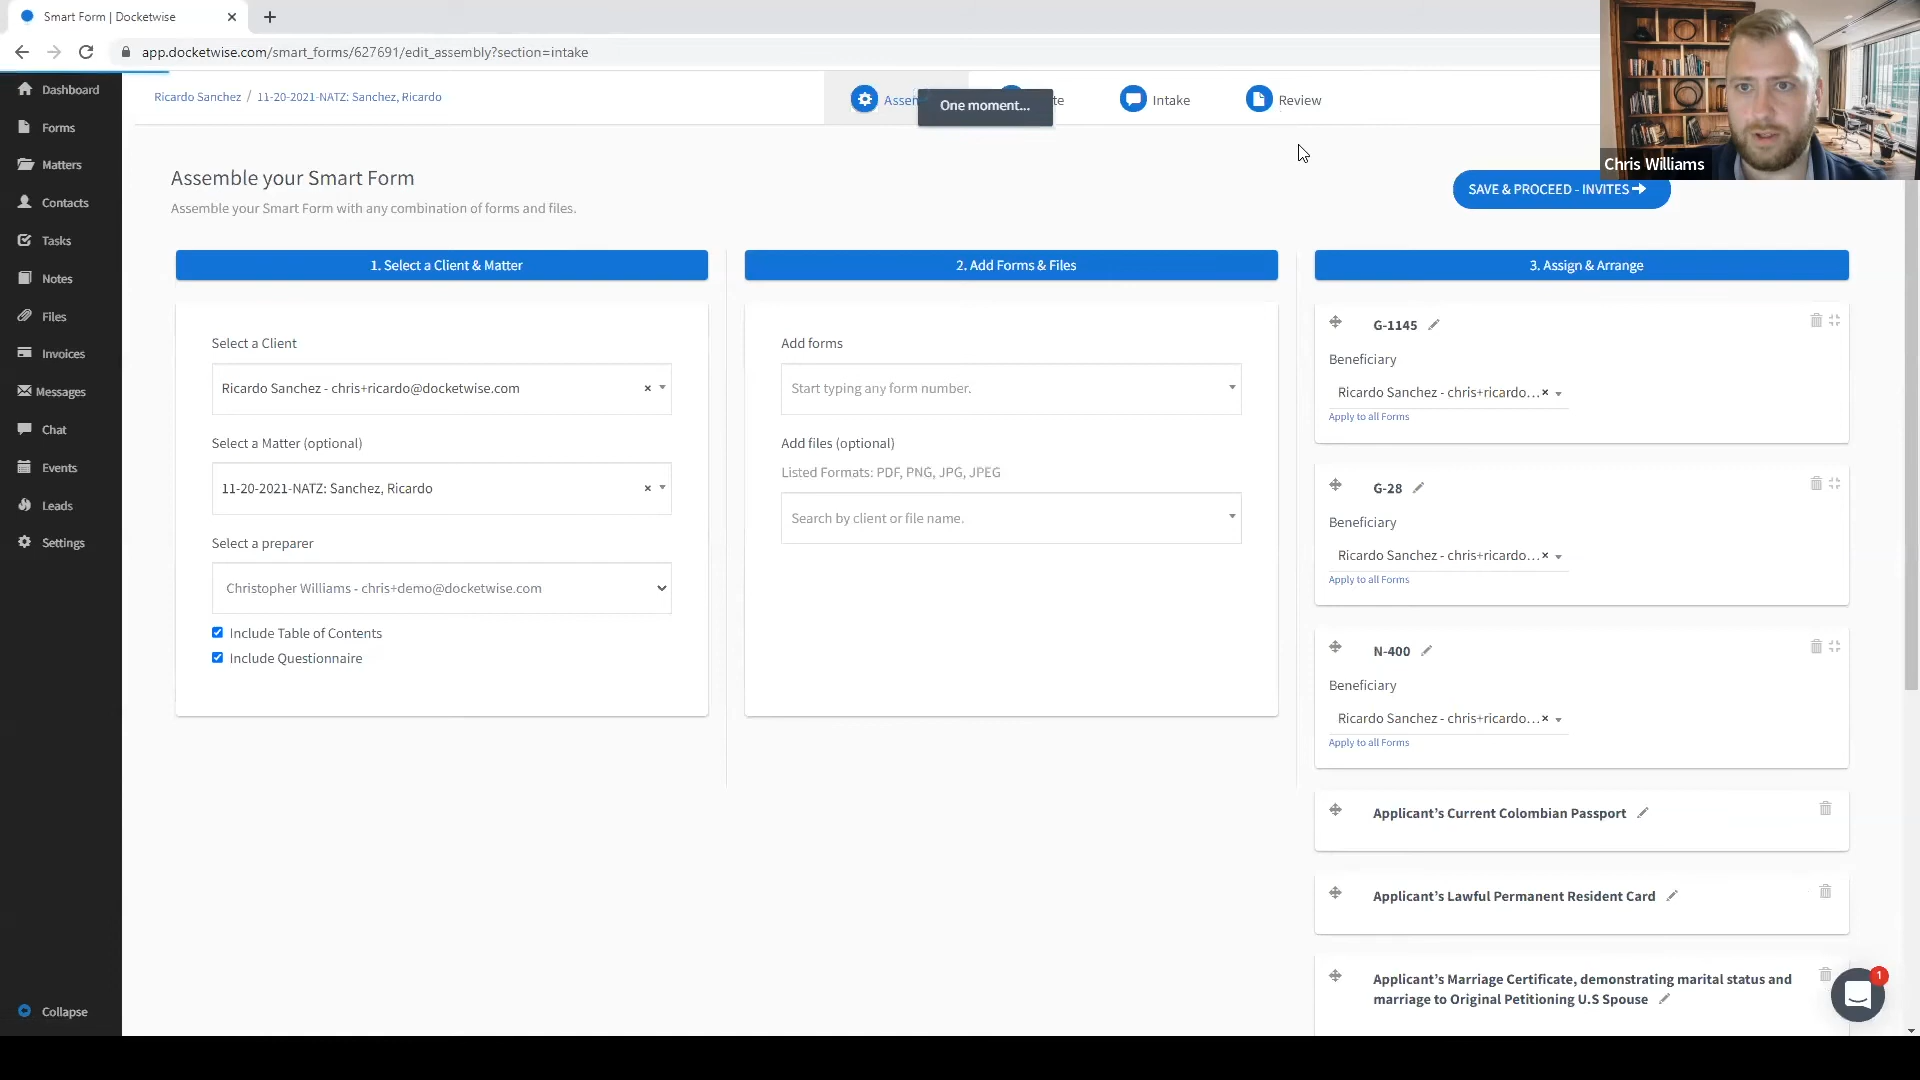 Smart Form | Docketwise
app.docketwise.com/smart_forms/627691/edit_assembly?section=intake
Dashboard
Forms
Matters
Contacts
Tasks
Notes
Files
Invoices
Messages
Chat
Events
Leads
Settings
Collapse
Ricardo Sanchez / 11-20-2021-NATZ: Sanchez, Ricardo
One moment...
Intake
Review
Chris Williams
Assemble your Smart Form
Assemble your Smart Form with any combination of forms and files.
SAVE & PROCEED - INVITES
1. Select a Client & Matter
Select a Client
Ricardo Sanchez - chris+ricardo@docketwise.com
Select a Matter (optional)
11-20-2021-NATZ: Sanchez, Ricardo
Select a preparer
Christopher Williams - chris+demo@docketwise.com
Include Table of Contents
Include Questionnaire
2. Add Forms & Files
Add forms
Start typing any form number.
Add files (optional)
Listed Formats: PDF, PNG, JPG, JPEG
Search by client or file name.
3. Assign & Arrange
G-1145
Beneficiary
Ricardo Sanchez - chris+ricardo...
Apply to all Forms
G-28
Beneficiary
Ricardo Sanchez - chris+ricardo...
Apply to all Forms
N-400
Beneficiary
Ricardo Sanchez - chris+ricardo...
Apply to all Forms
Applicant's Current Colombian Passport
Applicant's Lawful Permanent Resident Card
Applicant's Marriage Certificate, demonstrating marital status and
marriage to Original Petitioning U.S Spouse
1